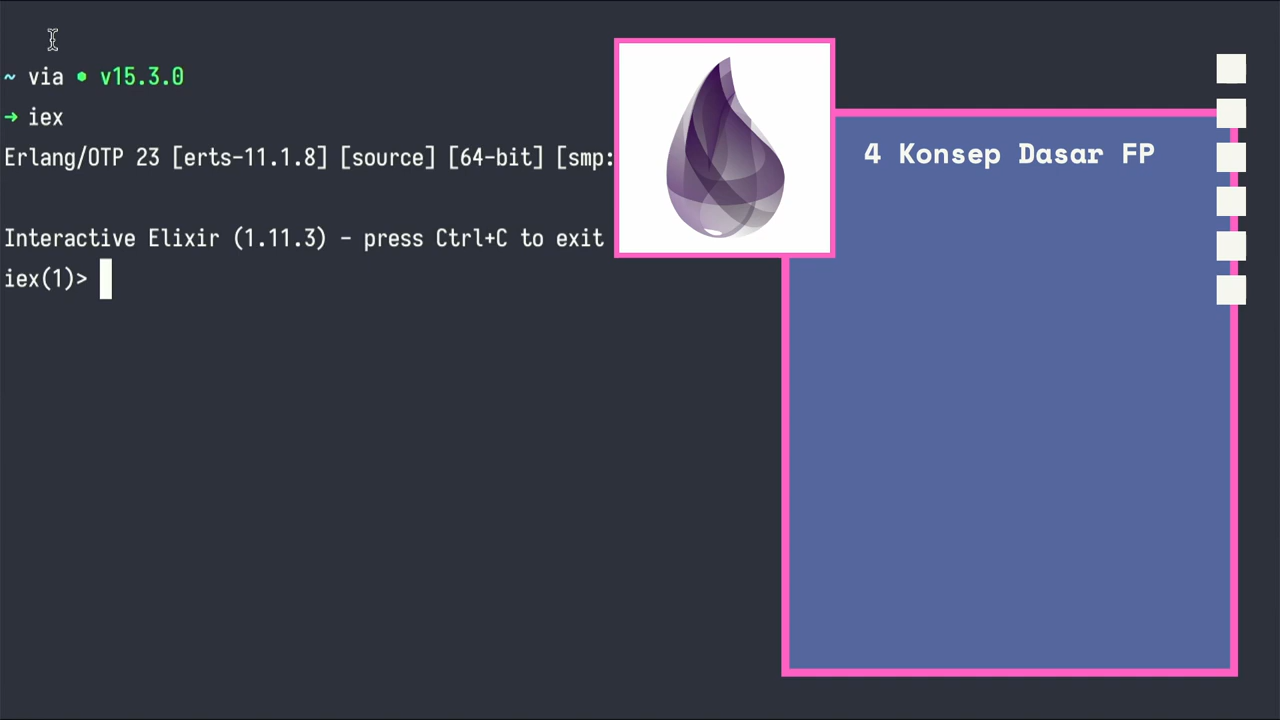 ~ via • v15.3.0
→ iex
Erlang/OTP 23 [erts-11.1.8] [source] [64-bit] [smp:
Interactive Elixir (1.11.3) - press Ctrl+C to exit
iex(1)>
4 Konsep Dasar FP